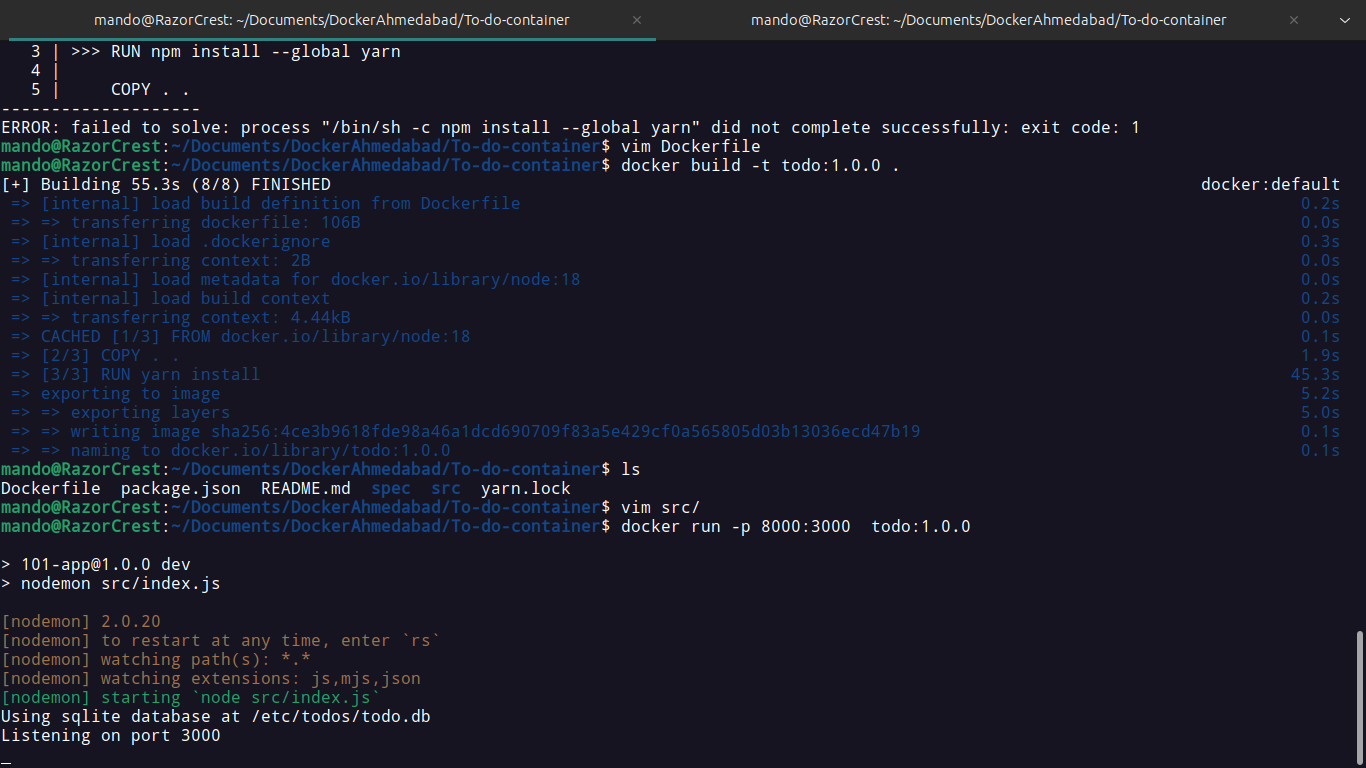 mando@RazorCrest: ~/Documents/DockerAhmedabad/To-do-container × mando@RazorCrest: ~/Documents/DockerAhmedabad/To-do-container ×
3 | >>> RUN npm install --global yarn
4 |
5 |     COPY . .
--------------------
ERROR: failed to solve: process "/bin/sh -c npm install --global yarn" did not complete successfully: exit code: 1
mando@RazorCrest:~/Documents/DockerAhmedabad/To-do-container$ vim Dockerfile
mando@RazorCrest:~/Documents/DockerAhmedabad/To-do-container$ docker build -t todo:1.0.0 .
[+] Building 55.3s (8/8) FINISHED docker:default
=> [internal] load build definition from Dockerfile 0.2s
=> => transferring dockerfile: 106B 0.0s
=> [internal] load .dockerignore 0.3s
=> => transferring context: 2B 0.0s
=> [internal] load metadata for docker.io/library/node:18 0.0s
=> [internal] load build context 0.2s
=> => transferring context: 4.44kB 0.0s
=> CACHED [1/3] FROM docker.io/library/node:18 0.1s
=> [2/3] COPY . . 1.9s
=> [3/3] RUN yarn install 45.3s
=> exporting to image 5.2s
=> => exporting layers 5.0s
=> => writing image sha256:4ce3b9618fde98a46a1dcd690709f83a5e429cf0a565805d03b13036ecd47b19 0.1s
=> => naming to docker.io/library/todo:1.0.0 0.1s
mando@RazorCrest:~/Documents/DockerAhmedabad/To-do-container$ ls
Dockerfile  package.json  README.md  spec  src  yarn.lock
mando@RazorCrest:~/Documents/DockerAhmedabad/To-do-container$ vim src/
mando@RazorCrest:~/Documents/DockerAhmedabad/To-do-container$ docker run -p 8000:3000  todo:1.0.0
> 101-app@1.0.0 dev
> nodemon src/index.js
[nodemon] 2.0.20
[nodemon] to restart at any time, enter `rs`
[nodemon] watching path(s): *.*
[nodemon] watching extensions: js,mjs,json
[nodemon] starting `node src/index.js`
Using sqlite database at /etc/todos/todo.db
Listening on port 3000